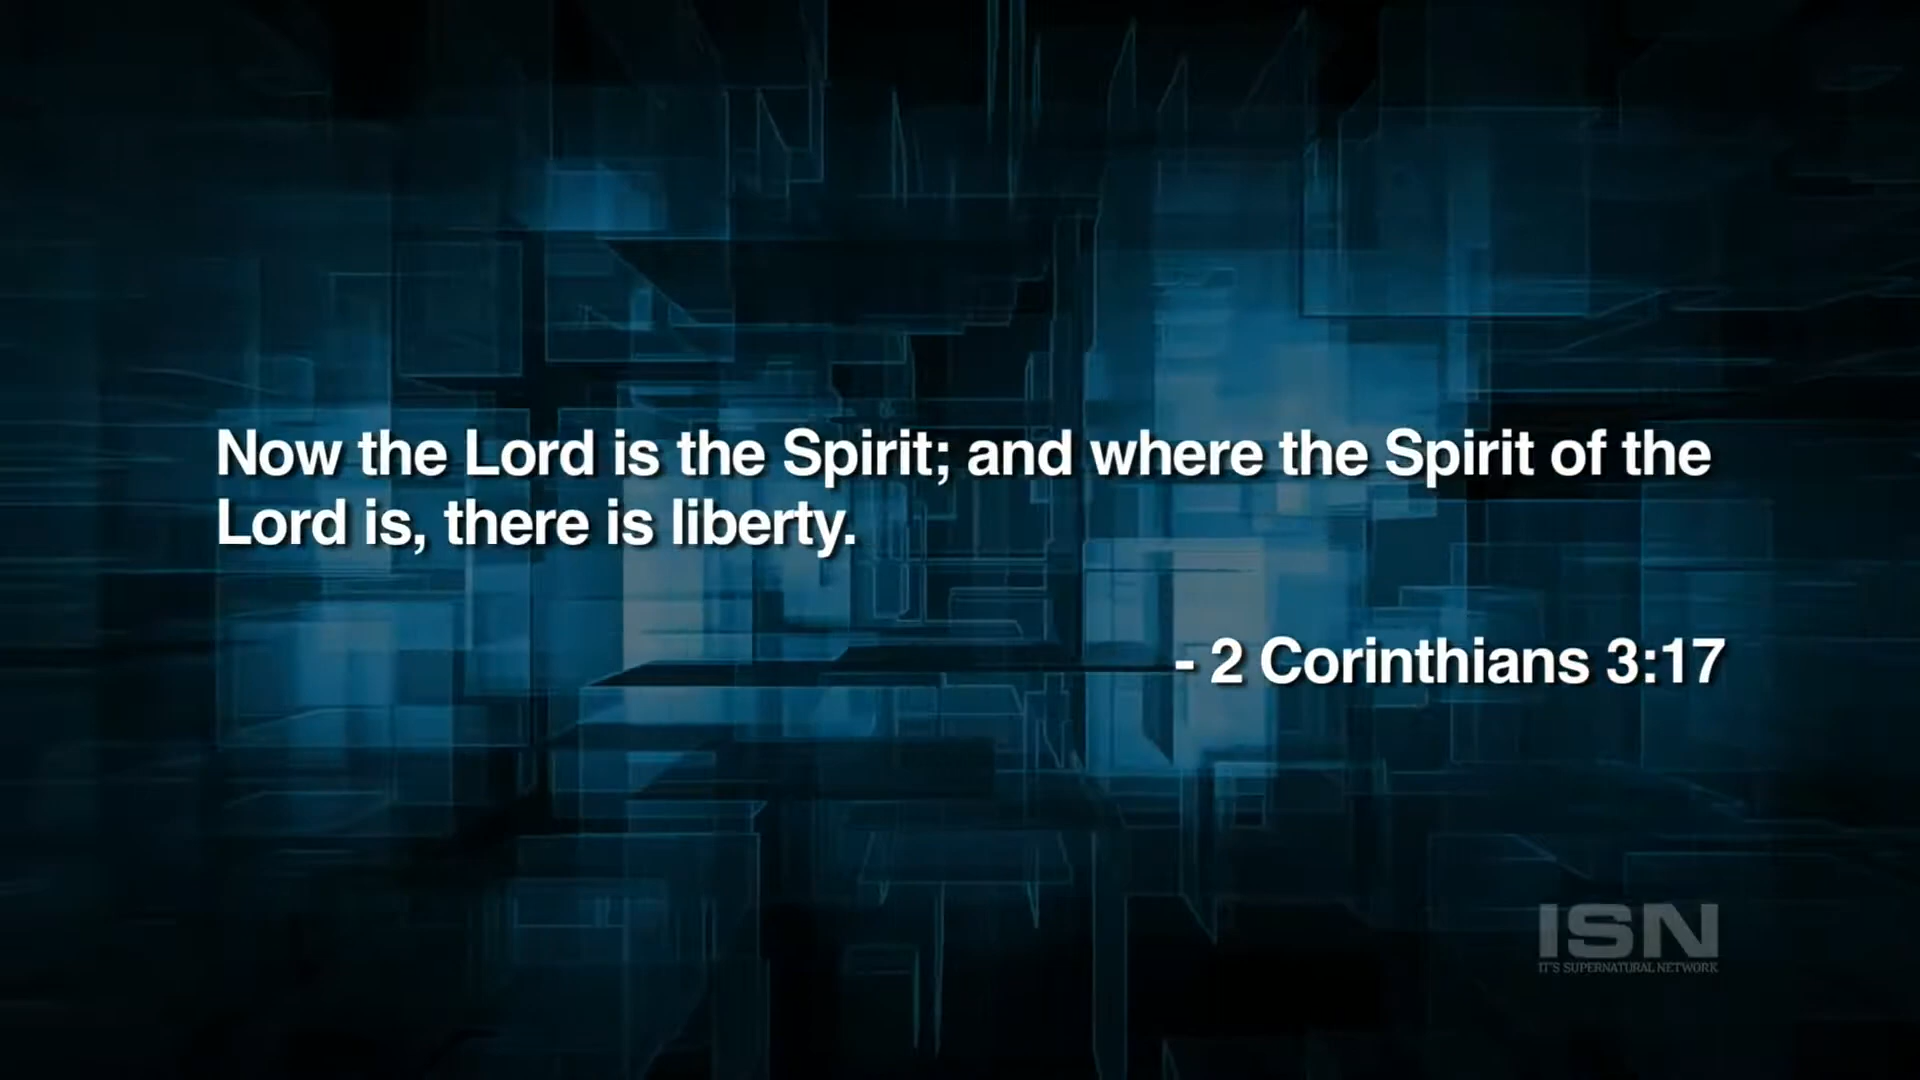 Now the Lord is the Spirit; and where the Spirit of the
Lord is, there is liberty.
- 2 Corinthians 3:17
ISN
IT'S SUPERNATURAL NETWORK